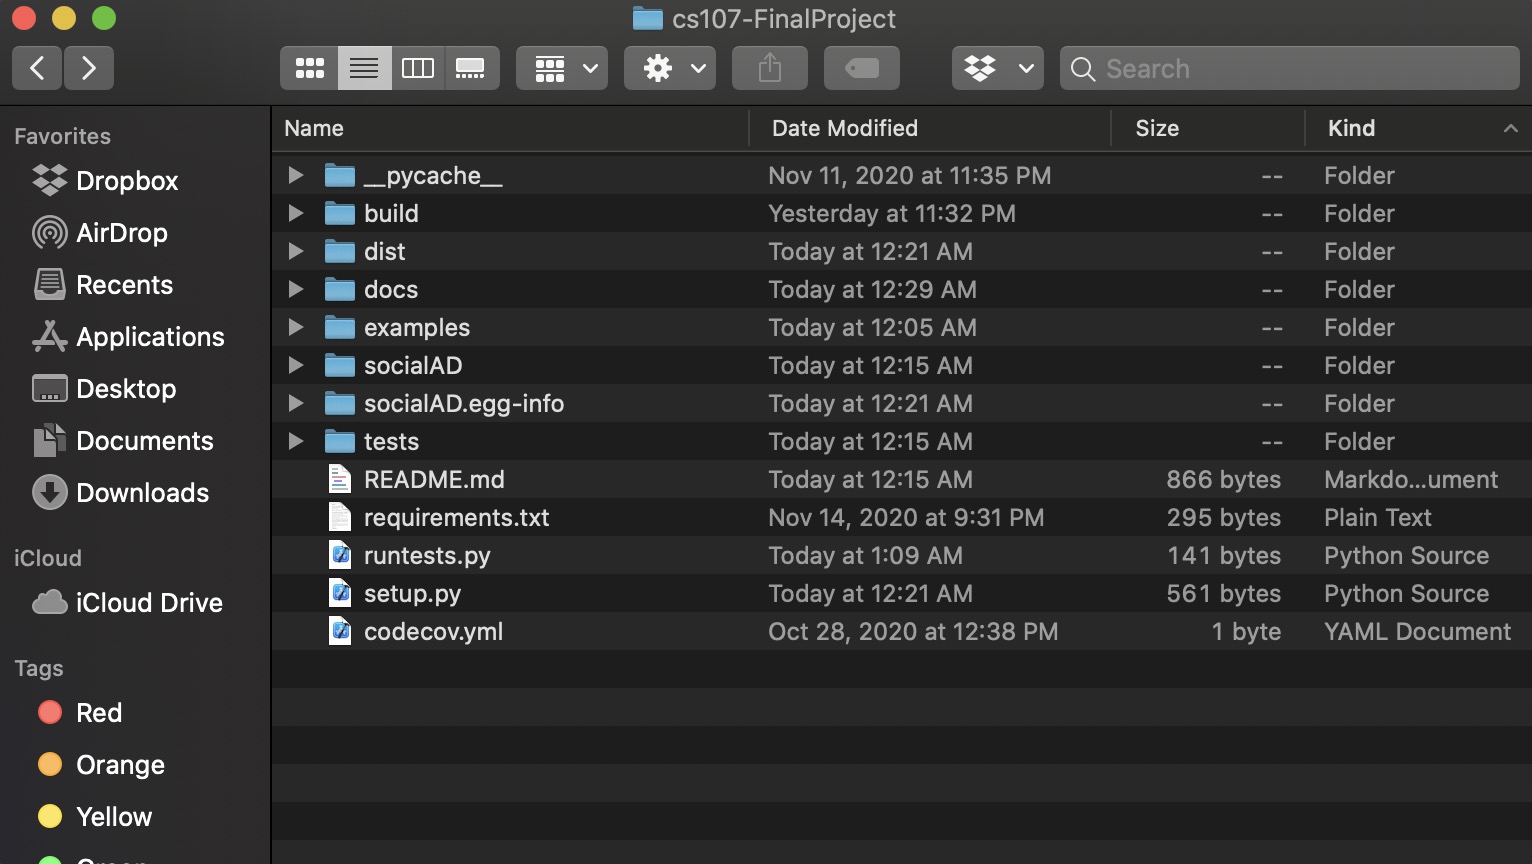 cs107-FinalProject
Search
Favorites
Dropbox
AirDrop
Recents
Applications
Desktop
Documents
Downloads
iCloud
iCloud Drive
Tags
Red
Orange
Yellow
Green
Name Date Modified Size Kind
__pycache__ Nov 11, 2020 at 11:35 PM -- Folder
build Yesterday at 11:32 PM -- Folder
dist Today at 12:21 AM -- Folder
docs Today at 12:29 AM -- Folder
examples Today at 12:05 AM -- Folder
socialAD Today at 12:15 AM -- Folder
socialAD.egg-info Today at 12:21 AM -- Folder
tests Today at 12:15 AM -- Folder
README.md Today at 12:15 AM 866 bytes Markdo...ument
requirements.txt Nov 14, 2020 at 9:31 PM 295 bytes Plain Text
runtests.py Today at 1:09 AM 141 bytes Python Source
setup.py Today at 12:21 AM 561 bytes Python Source
codecov.yml Oct 28, 2020 at 12:38 PM 1 byte YAML Document